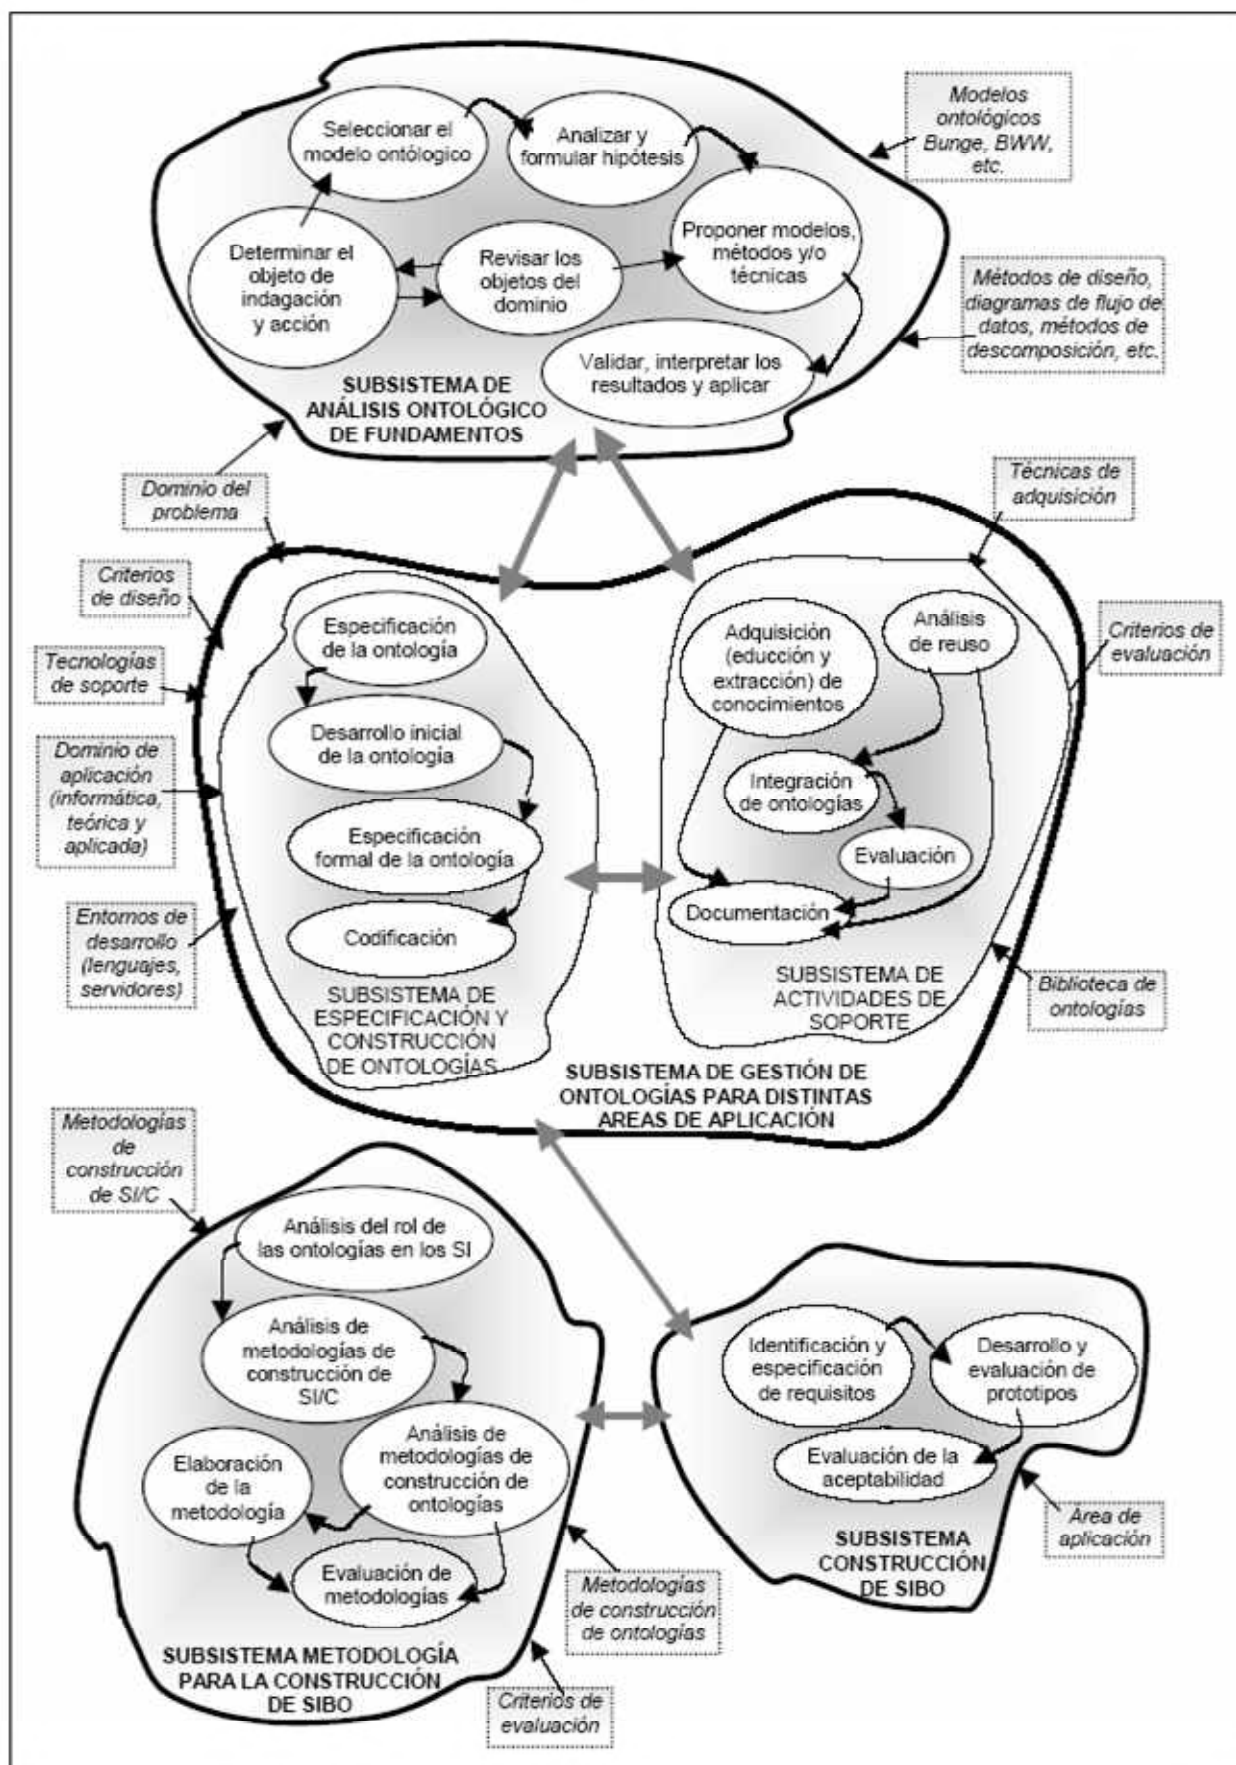 Modelos
ontológicos
Bunge, BWW,
etc.
Seleccionar el
modelo ontólogico
Analizar y
formular hipótesis
Determinar el
objeto de
indagación
y acción
Revisar los
objetos del
dominio
Proponer modelos,
métodos y/o
técnicas
Métodos de diseño,
diagramas de flujo de
datos, métodos de
descomposición, etc.
Validar, interpretar los
resultados y aplicar
SUBSISTEMA DE
ANÁLISIS ONTOLÓGICO
DE FUNDAMENTOS
Dominio del
problema
Técnicas de
adquisición
Criterios
de diseño
Tecnologías
de soporte
Dominio de
aplicación
(informática,
teórica y
aplicada)
Entornos de
desarrollo
(lenguajes,
servidores)
Especificación
de la ontología
Desarrollo inicial
de la ontología
Especificación
formal de la ontología
Codificación
SUBSISTEMA DE
ESPECIFICACIÓN Y
CONSTRUCCIÓN
DE ONTOLOGÍAS
Adquisición
(educción y
extracción) de
conocimientos
Análisis
de reuso
Criterios de
evaluación
Integración
de ontologías
Evaluación
Documentación
SUBSISTEMA DE
ACTIVIDADES DE
SOPORTE
Biblioteca de
ontologías
SUBSISTEMA DE GESTIÓN DE
ONTOLOGÍAS PARA DISTINTAS
AREAS DE APLICACIÓN
Metodologías
de
construcción
de SI/C
Análisis del rol de
las ontologías en los SI
Análisis de
metodologías de
construcción de
SI/C
Análisis de
metodologías de
construcción de
ontologías
Elaboración
de la
metodología
Evaluación de
metodologías
SUBSISTEMA METODOLOGÍA
PARA LA CONSTRUCCIÓN
DE SIBO
Metodologías
de construcción
de ontologías
Criterios de
evaluación
Identificación y
especificación
de requisitos
Desarrollo y
evaluación de
prototipos
Evaluación de la
aceptabilidad
SUBSISTEMA
CONSTRUCCIÓN
DE SIBO
Área de
aplicación